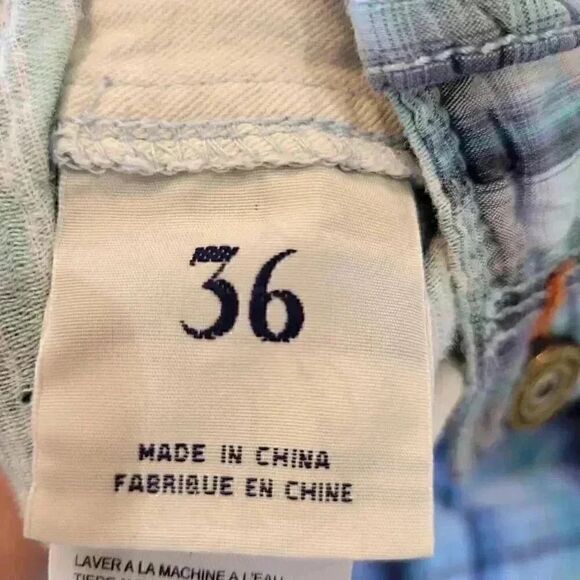 36
MADE IN CHINA
FABRIQUE EN CHINE
LAVER A LA MACHINE A L'EAU